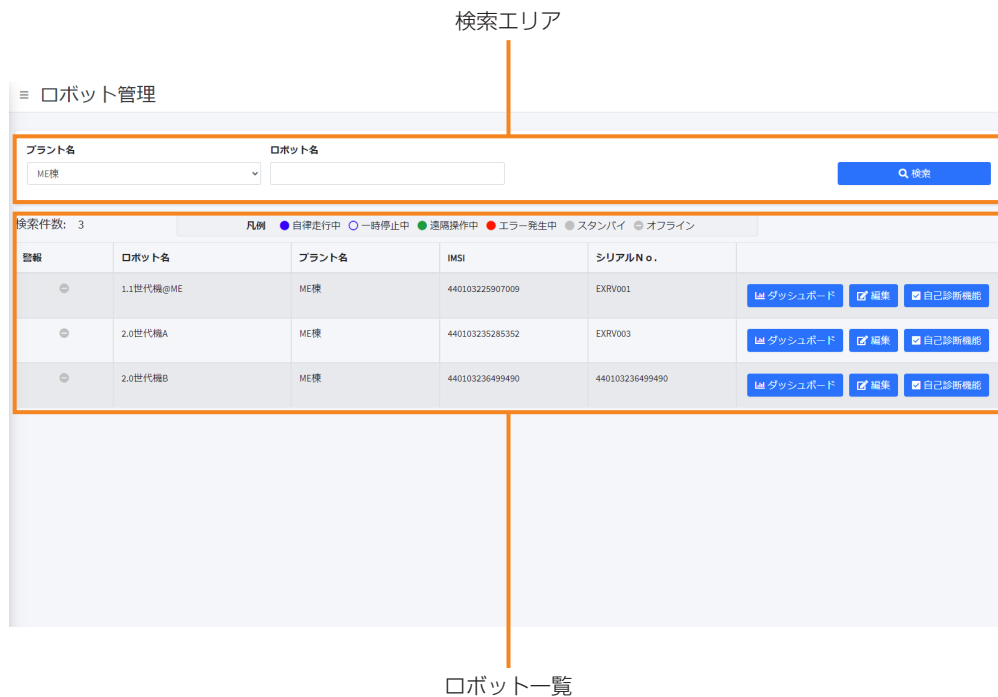 検索エリア
ロボット管理
プラント名 ロボット名
ME棟 検索
検索件数: 3 凡例 自律走行中 一時停止中 遠隔操作中 エラー発生中 スタンバイ オフライン
警報 ロボット名 プラント名 IMSI シリアルNo.
1.1世代機@ME ME棟 440103225907009 EXRV001 ダッシュボード 編集 自己診断機能
2.0世代機A ME棟 440103235285352 EXRV003 ダッシュボード 編集 自己診断機能
2.0世代機B ME棟 440103236499490 440103236499490 ダッシュボード 編集 自己診断機能
ロボット一覧